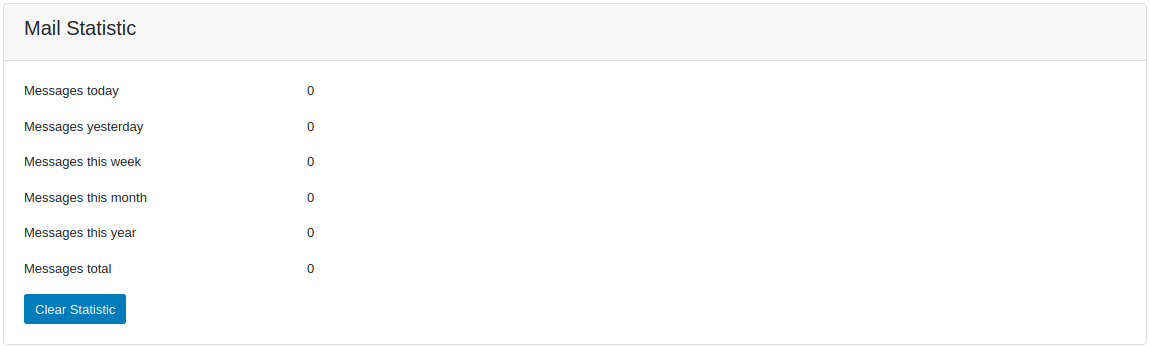 Mail Statistic
Messages today 0
Messages yesterday 0
Messages this week 0
Messages this month 0
Messages this year 0
Messages total 0
Clear Statistic